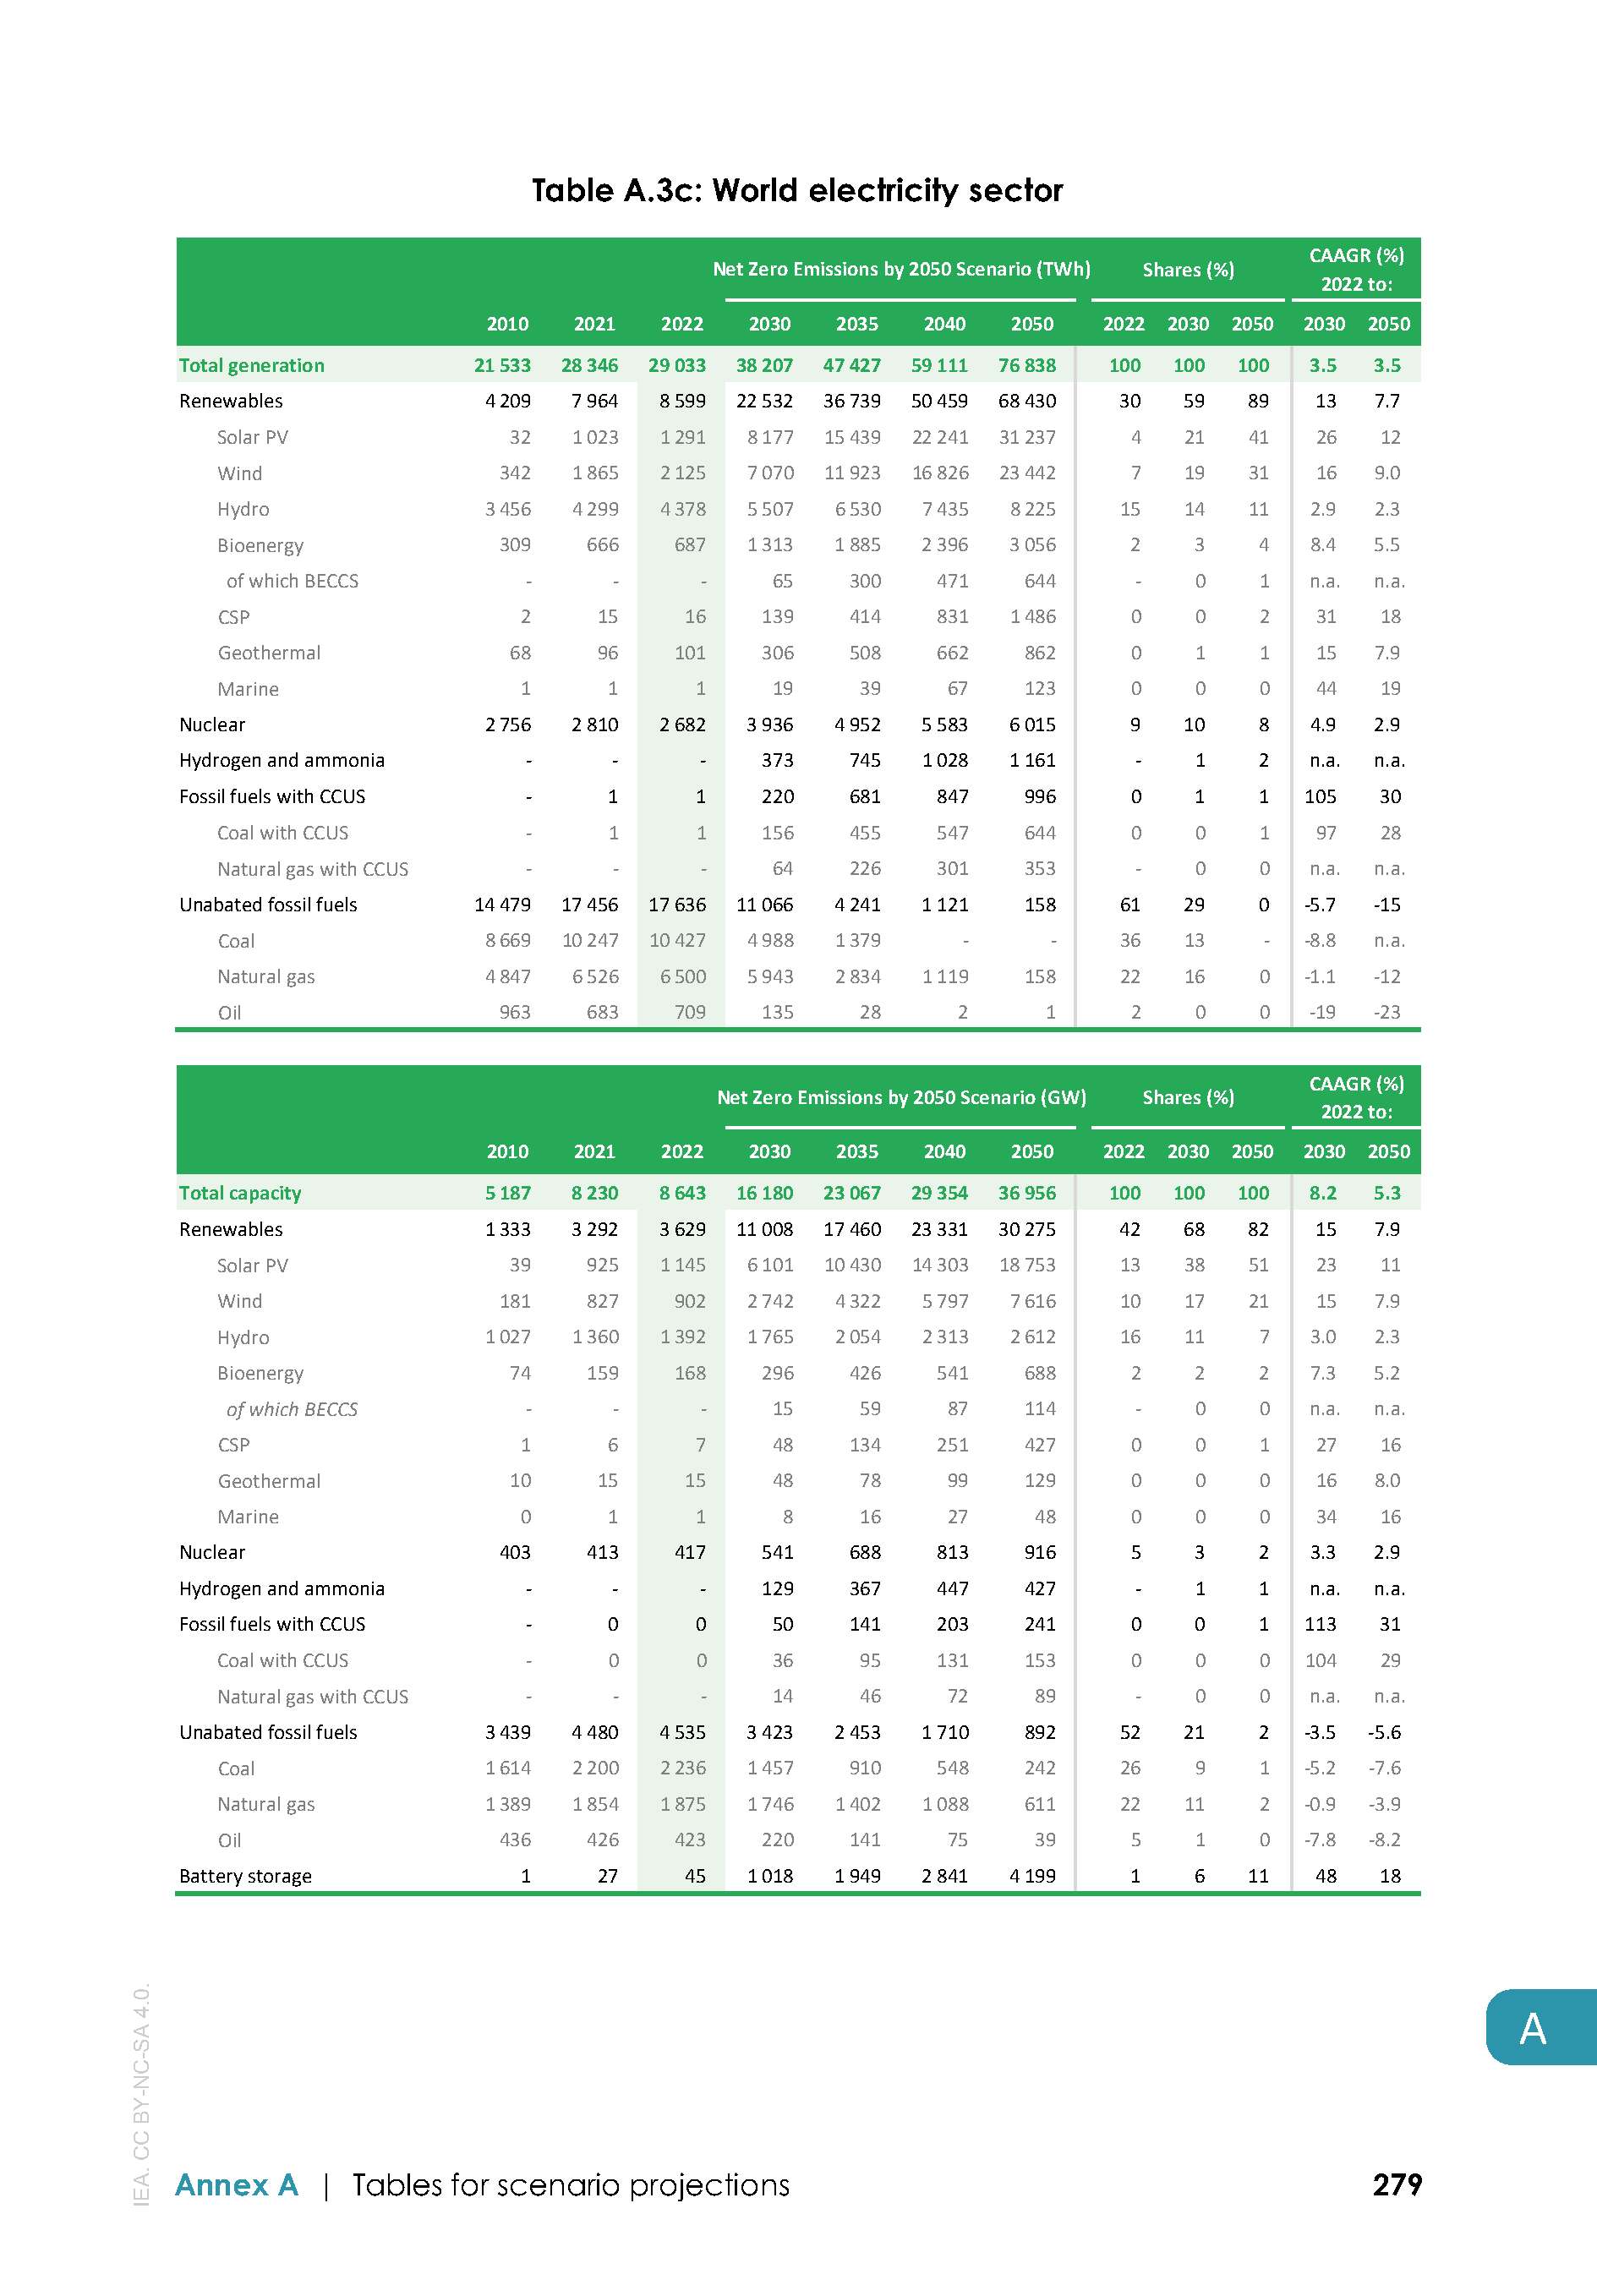 Table A.3c: World electricity sector
Net Zero Emissions by 2050 Scenario (TWh) Shares (%) CAAGR (%) 2022 to:
2010 2021 2022 2030 2035 2040 2050 2022 2030 2050 2030 2050
Total generation 21 533 28 346 29 033 38 207 47 427 59 111 76 838 100 100 100 3.5 3.5
Renewables 4 209 7 964 8 599 22 532 36 739 50 459 68 430 30 59 89 13 7.7
Solar PV 32 1 023 1 291 8 177 15 439 22 241 31 237 4 21 41 26 12
Wind 342 1 865 2 125 7 070 11 923 16 826 23 442 7 19 31 16 9.0
Hydro 3 456 4 299 4 378 5 507 6 530 7 435 8 225 15 14 11 2.9 2.3
Bioenergy 309 666 687 1 313 1 885 2 396 3 056 2 3 4 8.4 5.5
of which BECCS - - - 65 300 471 644 - 0 1 n.a. n.a.
CSP 2 15 16 139 414 831 1 486 0 0 2 31 18
Geothermal 68 96 101 306 508 662 862 0 1 1 15 7.9
Marine 1 1 1 19 39 67 123 0 0 0 44 19
Nuclear 2 756 2 810 2 682 3 936 4 952 5 583 6 015 9 10 8 4.9 2.9
Hydrogen and ammonia - - - 373 745 1 028 1 161 - 1 2 n.a. n.a.
Fossil fuels with CCUS - 1 1 220 681 847 996 0 1 1 105 30
Coal with CCUS - 1 1 156 455 547 644 0 0 1 97 28
Natural gas with CCUS - - - 64 226 301 353 - 0 0 n.a. n.a.
Unabated fossil fuels 14 479 17 456 17 636 11 066 4 241 1 121 158 61 29 0 -5.7 -15
Coal 8 669 10 247 10 427 4 988 1 379 - - 36 13 - -8.8 n.a.
Natural gas 4 847 6 526 6 500 5 943 2 834 1 119 158 22 16 0 -1.1 -12
Oil 963 683 709 135 28 2 1 2 0 0 -19 -23
Net Zero Emissions by 2050 Scenario (GW) Shares (%) CAAGR (%) 2022 to:
2010 2021 2022 2030 2035 2040 2050 2022 2030 2050 2030 2050
Total capacity 5 187 8 230 8 643 16 180 23 067 29 354 36 956 100 100 100 8.2 5.3
Renewables 1 333 3 292 3 629 11 008 17 460 23 331 30 275 42 68 82 15 7.9
Solar PV 39 925 1 145 6 101 10 430 14 303 18 753 13 38 51 23 11
Wind 181 827 902 2 742 4 322 5 797 7 616 10 17 21 15 7.9
Hydro 1 027 1 360 1 392 1 765 2 054 2 313 2 612 16 11 7 3.0 2.3
Bioenergy 74 159 168 296 426 541 688 2 2 2 7.3 5.2
of which BECCS - - - 15 59 87 114 - 0 0 n.a. n.a.
CSP 1 6 7 48 134 251 427 0 0 1 27 16
Geothermal 10 15 15 48 78 99 129 0 0 0 16 8.0
Marine 0 1 1 8 16 27 48 0 0 0 34 16
Nuclear 403 413 417 541 688 813 916 5 3 2 3.3 2.9
Hydrogen and ammonia - - - 129 367 447 427 - 1 1 n.a. n.a.
Fossil fuels with CCUS - 0 0 50 141 203 241 0 0 1 113 31
Coal with CCUS - 0 0 36 95 131 153 0 0 0 104 29
Natural gas with CCUS - - - 14 46 72 89 - 0 0 n.a. n.a.
Unabated fossil fuels 3 439 4 480 4 535 3 423 2 453 1 710 892 52 21 2 -3.5 -5.6
Coal 1 614 2 200 2 236 1 457 910 548 242 26 9 1 -5.2 -7.6
Natural gas 1 389 1 854 1 875 1 746 1 402 1 088 611 22 11 2 -0.9 -3.9
Oil 436 426 423 220 141 75 39 5 1 0 -7.8 -8.2
Battery storage 1 27 45 1 018 1 949 2 841 4 199 1 6 11 48 18
A
IEA. CC BY-NC-SA 4.0.
Annex A | Tables for scenario projections 279